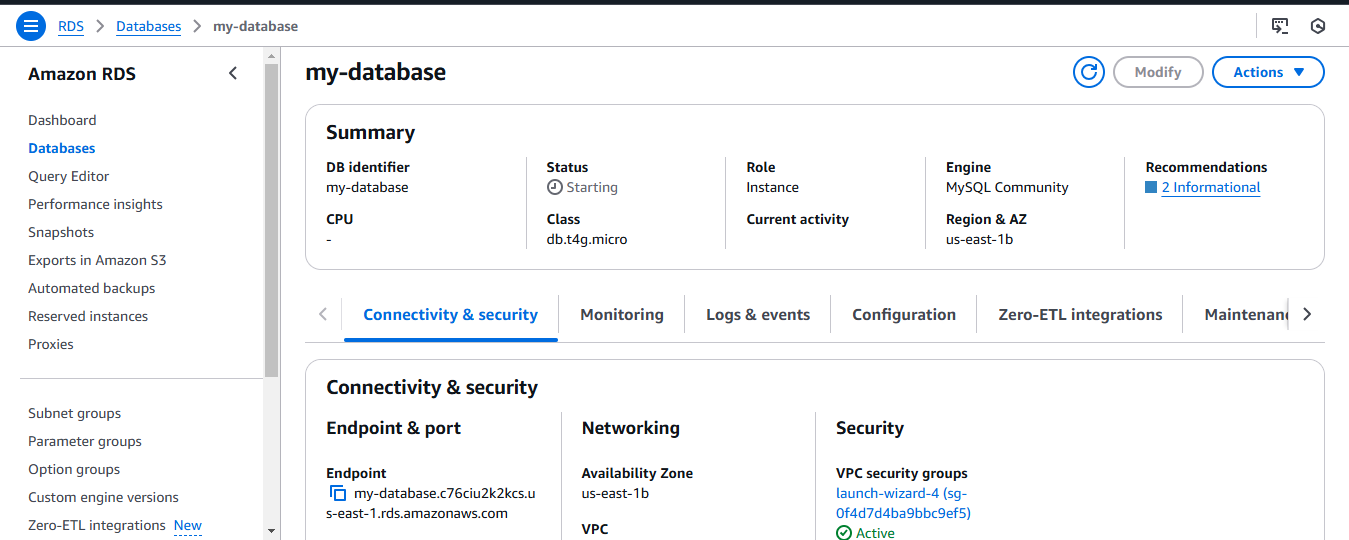 RDS > Databases > my-database
Amazon RDS
Dashboard
Databases
Query Editor
Performance insights
Snapshots
Exports in Amazon S3
Automated backups
Reserved instances
Proxies
Subnet groups
Parameter groups
Option groups
Custom engine versions
Zero-ETL integrations New
my-database
Modify
Actions
Summary
DB identifier
my-database
CPU
-
Status
Starting
Class
db.t4g.micro
Role
Instance
Current activity
Engine
MySQL Community
Region & AZ
us-east-1b
Recommendations
2 Informational
Connectivity & security
Monitoring
Logs & events
Configuration
Zero-ETL integrations
Maintenanc
Connectivity & security
Endpoint & port
Endpoint
my-database.c76ciu2k2kcs.u
s-east-1.rds.amazonaws.com
Networking
Availability Zone
us-east-1b
VPC
Security
VPC security groups
launch-wizard-4 (sg-
0f4d7d4ba9bbc9ef5)
Active